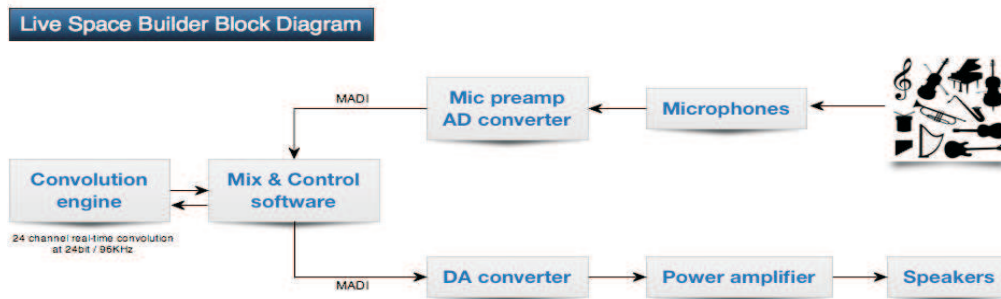 Live Space Builder Block Diagram
MADI
Mic preamp
AD converter
Microphones
Convolution
engine
24 channel real-time convolution
at 24bit / 96KHz
Mix & Control
software
MADI
DA converter
Power amplifier
Speakers